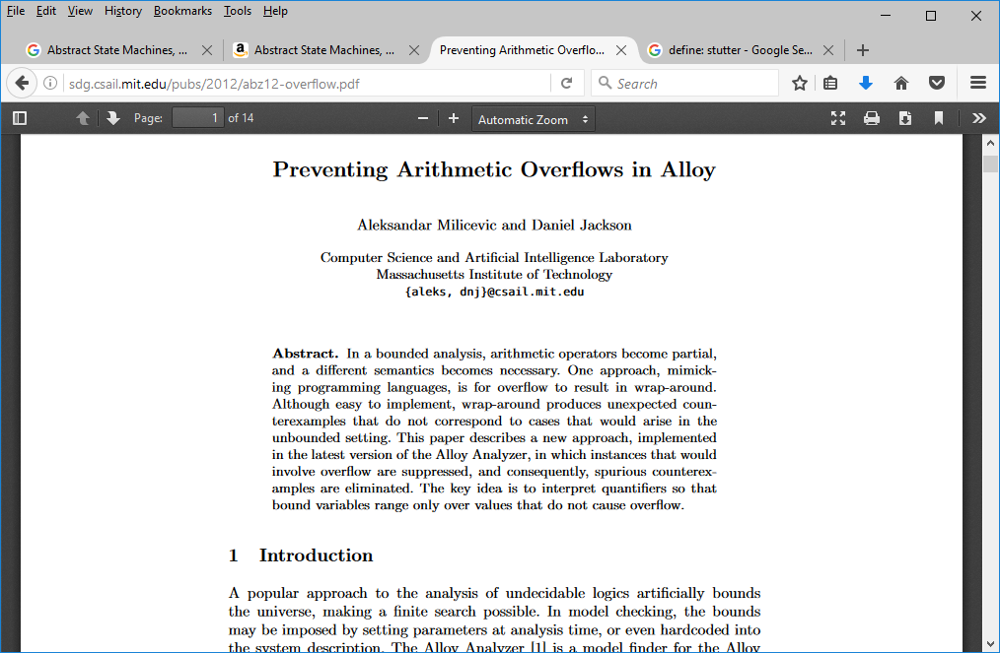 File Edit View History Bookmarks Tools Help
Abstract State Machines, ... Abstract State Machines, ... Preventing Arithmetic Overflo... define: stutter - Google Se...
sdg.csail.mit.edu/pubs/2012/abz12-overflow.pdf Search
Page: 1 of 14 Automatic Zoom
Preventing Arithmetic Overflows in Alloy
Aleksandar Milicevic and Daniel Jackson
Computer Science and Artificial Intelligence Laboratory
Massachusetts Institute of Technology
{aleks, dnj}@csail.mit.edu
Abstract. In a bounded analysis, arithmetic operators become partial,
and a different semantics becomes necessary. One approach, mimick-
ing programming languages, is for overflow to result in wrap-around.
Although easy to implement, wrap-around produces unexpected coun-
terexamples that do not correspond to cases that would arise in the
unbounded setting. This paper describes a new approach, implemented
in the latest version of the Alloy Analyzer, in which instances that would
involve overflow are suppressed, and consequently, spurious counterex-
amples are eliminated. The key idea is to interpret quantifiers so that
bound variables range only over values that do not cause overflow.
1 Introduction
A popular approach to the analysis of undecidable logics artificially bounds
the universe, making a finite search possible. In model checking, the bounds
may be imposed by setting parameters at analysis time, or even hardcoded into
the system description. The Alloy Analyzer [1] is a model finder for the Alloy